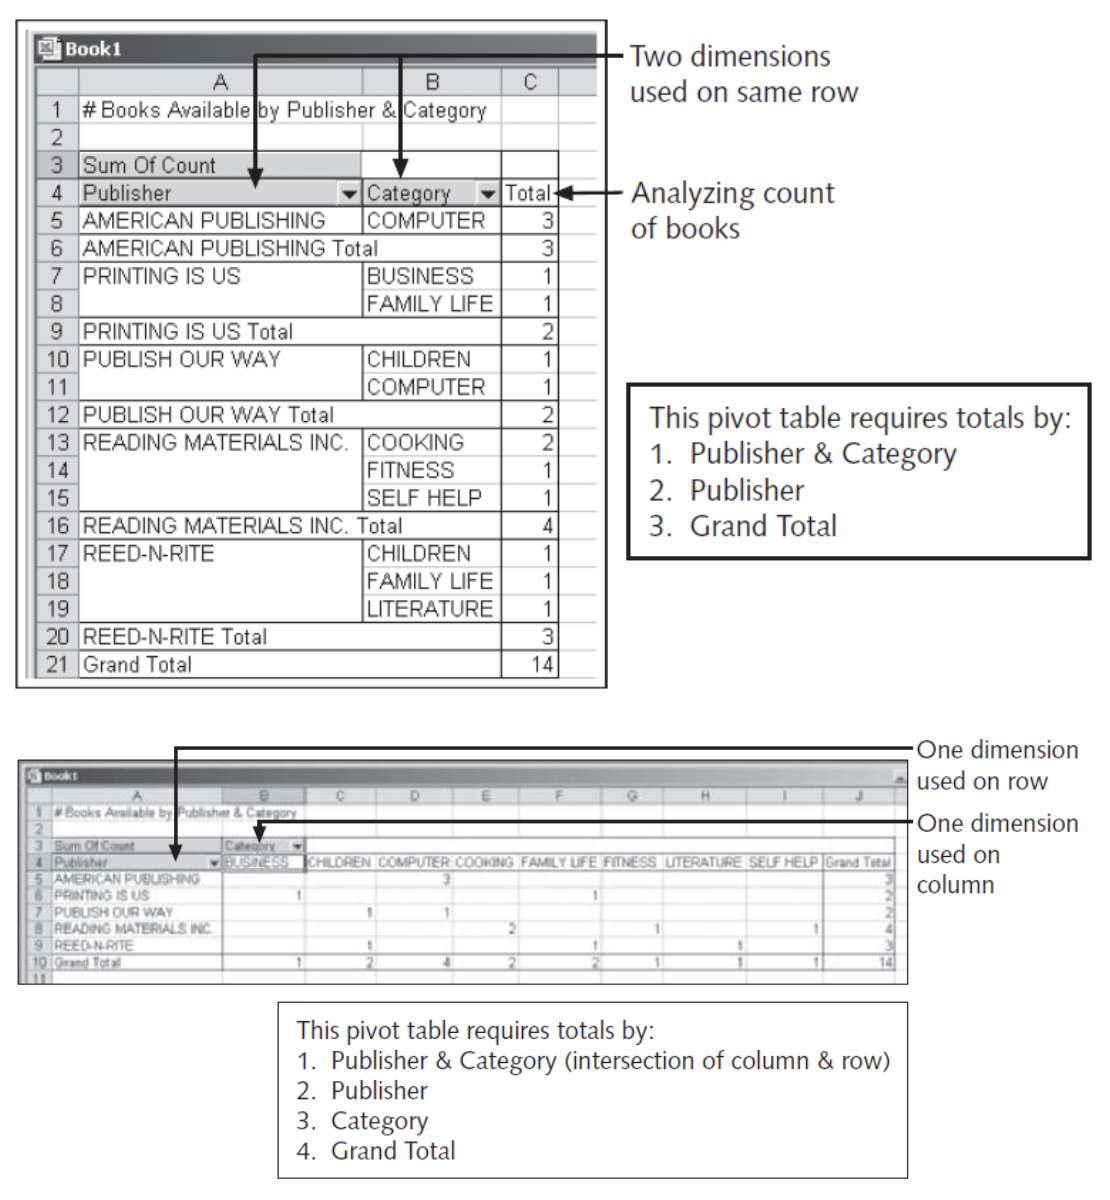 Book1
A B C
1 # Books Available by Publisher & Category
2
3 Sum Of Count
4 Publisher Category Total
5 AMERICAN PUBLISHING COMPUTER 3
6 AMERICAN PUBLISHING Total 3
7 PRINTING IS US BUSINESS 1
8 FAMILY LIFE 1
9 PRINTING IS US Total 2
10 PUBLISH OUR WAY CHILDREN 1
11 COMPUTER 1
12 PUBLISH OUR WAY Total 2
13 READING MATERIALS INC. COOKING 2
14 FITNESS 1
15 SELF HELP 1
16 READING MATERIALS INC. Total 4
17 REED-N-RITE CHILDREN 1
18 FAMILY LIFE 1
19 LITERATURE 1
20 REED-N-RITE Total 3
21 Grand Total 14
Two dimensions
used on same row
Analyzing count
of books
This pivot table requires totals by:
1. Publisher & Category
2. Publisher
3. Grand Total
Book1
A B C D E F G H I J
1 # Books Available by Publisher & Category
2
3 Sum Of Count Category
4 Publisher BUSINESS CHILDREN COMPUTER COOKING FAMILY LIFE FITNESS LITERATURE SELF HELP Grand Total
5 AMERICAN PUBLISHING 3 3
6 PRINTING IS US 1 1 2
7 PUBLISH OUR WAY 1 1 2
8 READING MATERIALS INC. 2 1 1 4
9 REED-N-RITE 1 1 1 3
10 Grand Total 1 2 4 2 2 1 1 1 14
11
One dimension
used on row
One dimension
used on
column
This pivot table requires totals by:
1. Publisher & Category (intersection of column & row)
2. Publisher
3. Category
4. Grand Total